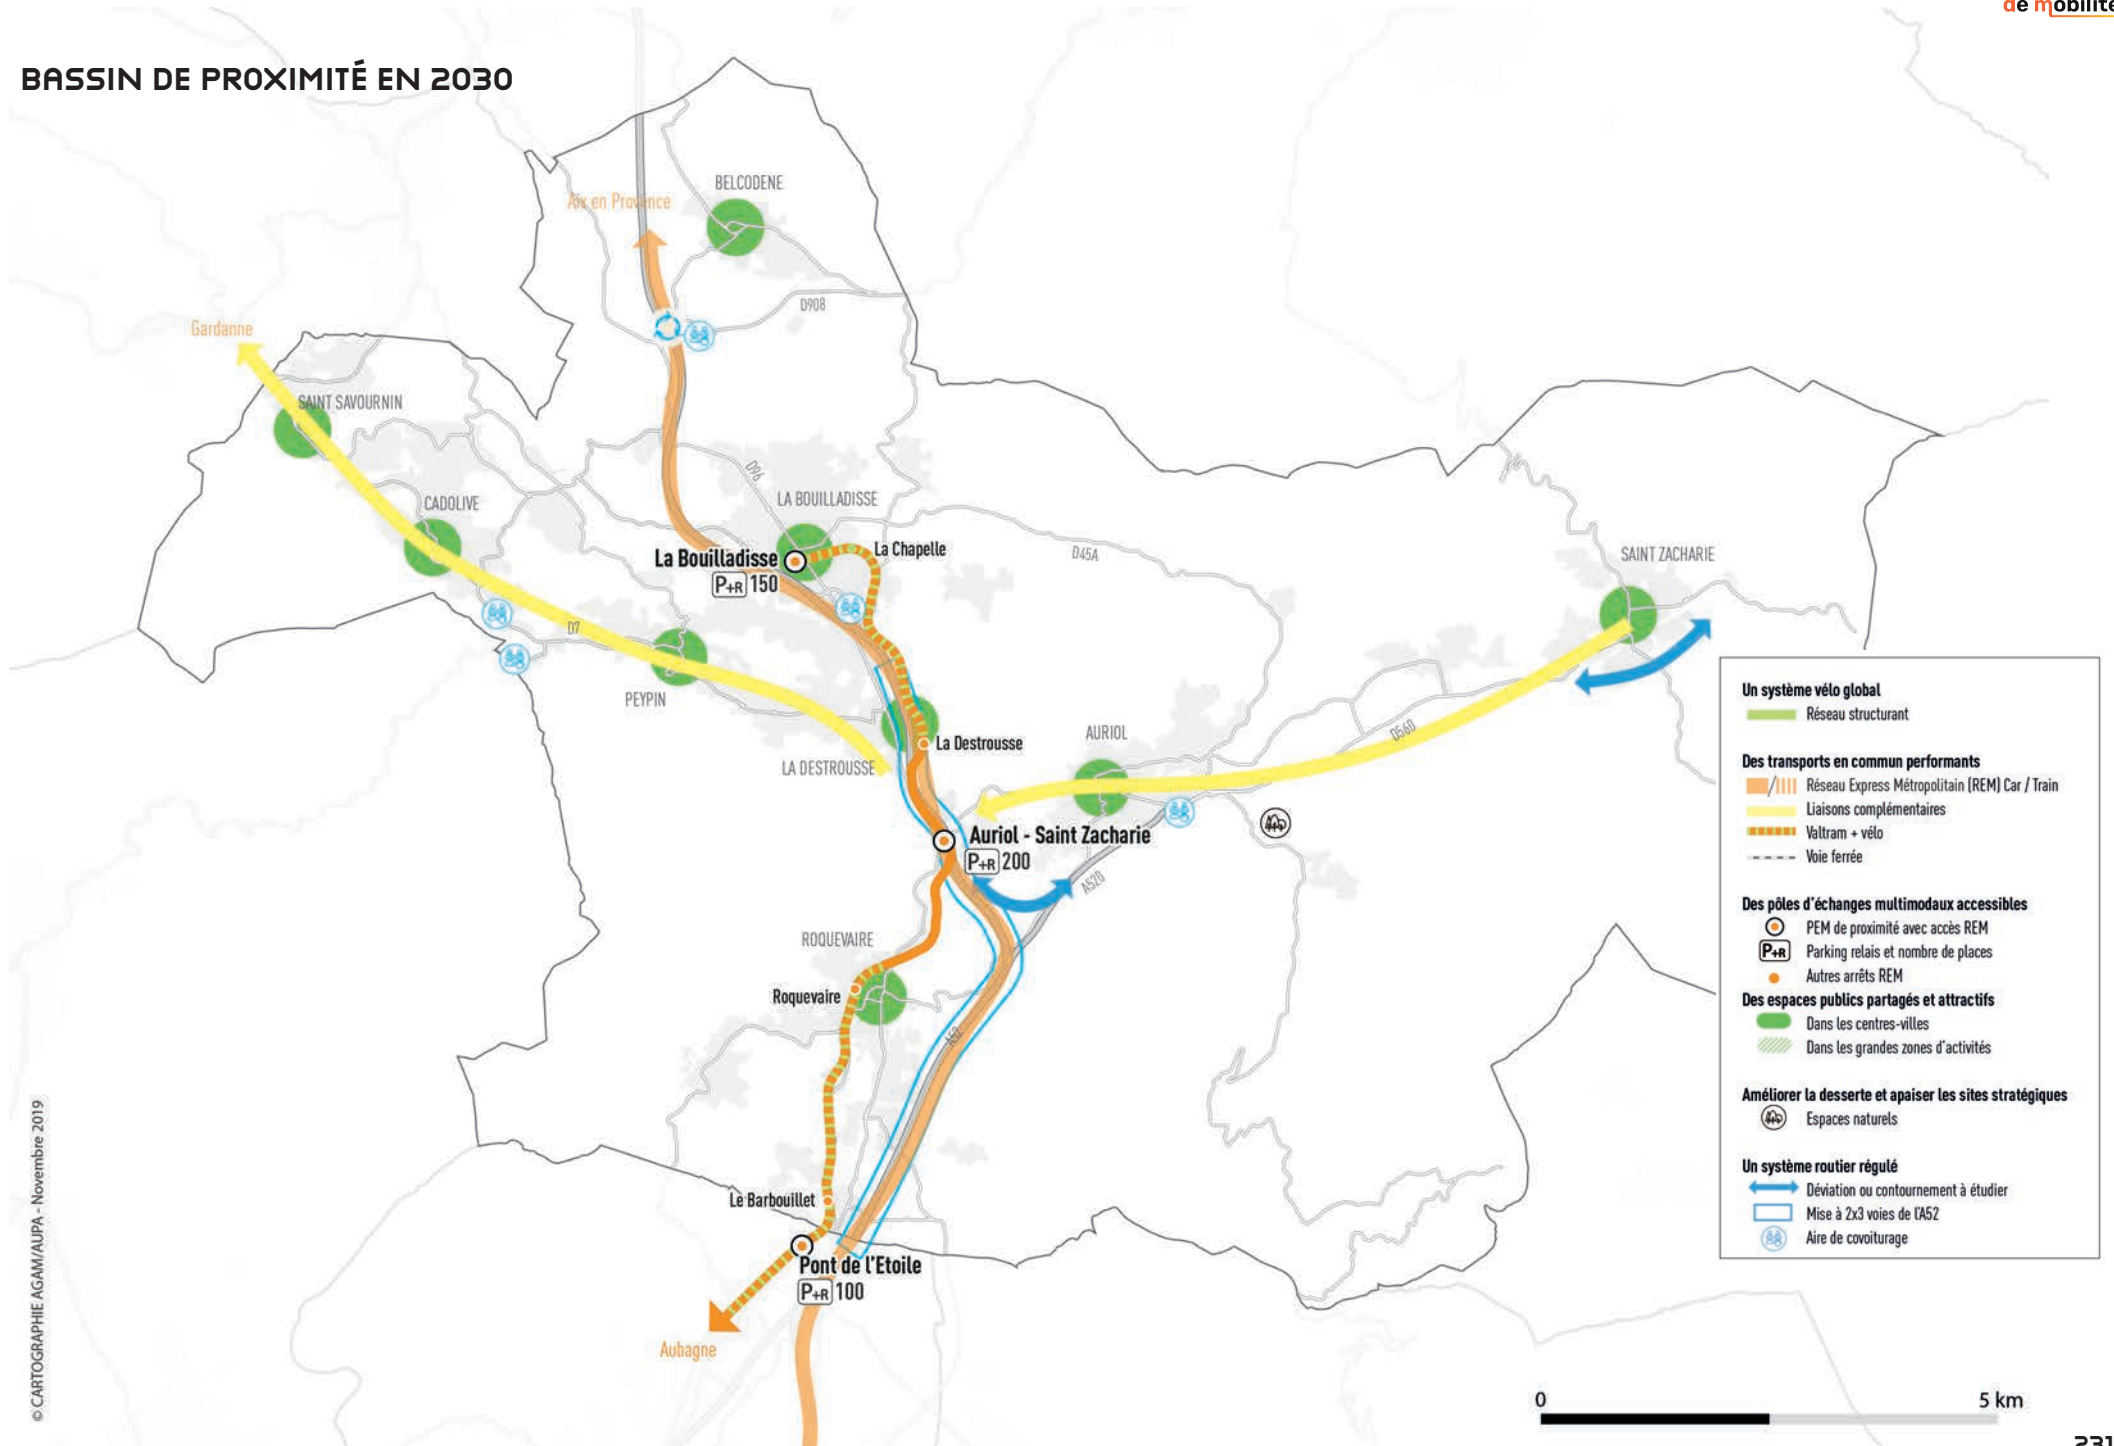 de mobilité
BASSIN DE PROXIMITÉ EN 2030
BELCODENE
Aix en Provence
D908
Gardanne
SAINT SAVOURNIN
D96
CADOLIVE
LA BOUILLADISSE
La Bouilladisse
P+R 150
La Chapelle
D45A
SAINT ZACHARIE
D7
PEYPIN
LA DESTROUSSE
La Destrousse
AURIOL
D560
Auriol - Saint Zacharie
P+R 200
A520
ROQUEVAIRE
Roquevaire
A52
Le Barbouillet
Pont de l'Etoile
P+R 100
Aubagne
Un système vélo global
Réseau structurant
Des transports en commun performants
Réseau Express Métropolitain (REM) Car / Train
Liaisons complémentaires
Valtram + vélo
Voie ferrée
Des pôles d'échanges multimodaux accessibles
PEM de proximité avec accès REM
P+R Parking relais et nombre de places
Autres arrêts REM
Des espaces publics partagés et attractifs
Dans les centres-villes
Dans les grandes zones d'activités
Améliorer la desserte et apaiser les sites stratégiques
Espaces naturels
Un système routier régulé
Déviation ou contournement à étudier
Mise à 2x3 voies de l'A52
Aire de covoiturage
0 5 km
© CARTOGRAPHIE AGAM/AUPA - Novembre 2019
231